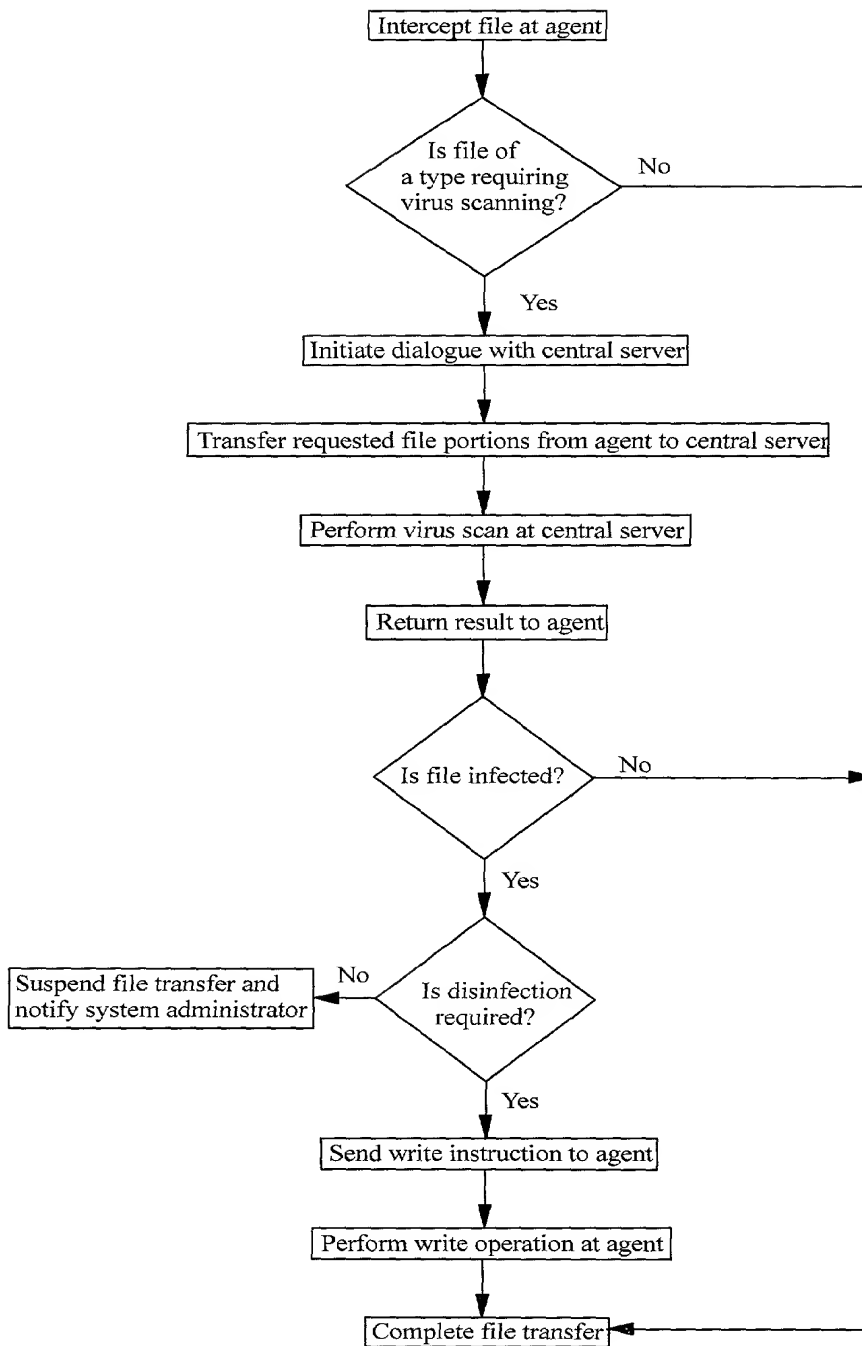 Intercept file at agent
Is file of
a type requiring
virus scanning?
No
Yes
Initiate dialogue with central server
Transfer requested file portions from agent to central server
Perform virus scan at central server
Return result to agent
Is file infected?
No
Yes
Suspend file transfer and
notify system administrator
No
Is disinfection
required?
Yes
Send write instruction to agent
Perform write operation at agent
Complete file transfer